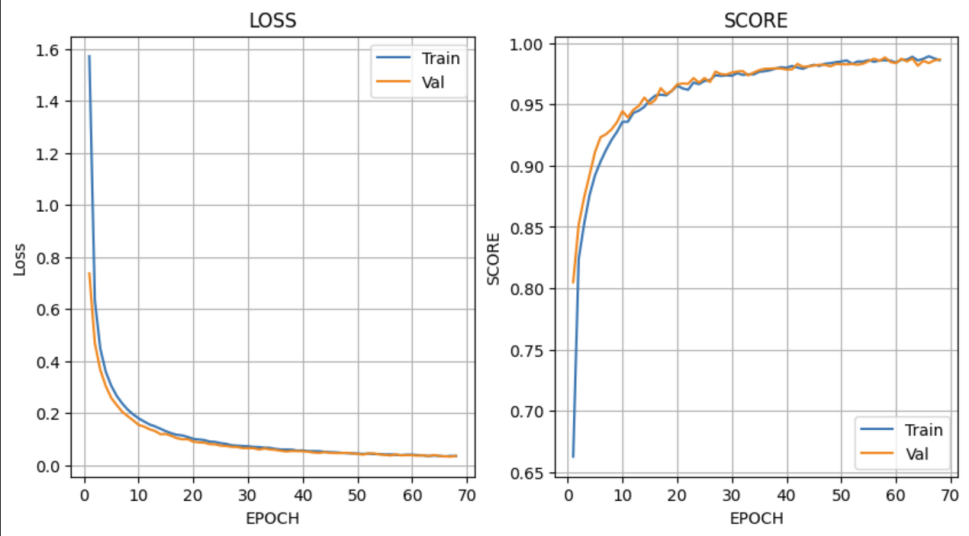 LOSS
1.6
1.4
1.2
1.0
0.8
0.6
0.4
0.2
0.0
Loss
Train
Val
0 10 20 30 40 50 60 70
EPOCH
SCORE
1.00
0.95
0.90
0.85
0.80
0.75
0.70
0.65
SCORE
Train
Val
0 10 20 30 40 50 60 70
EPOCH